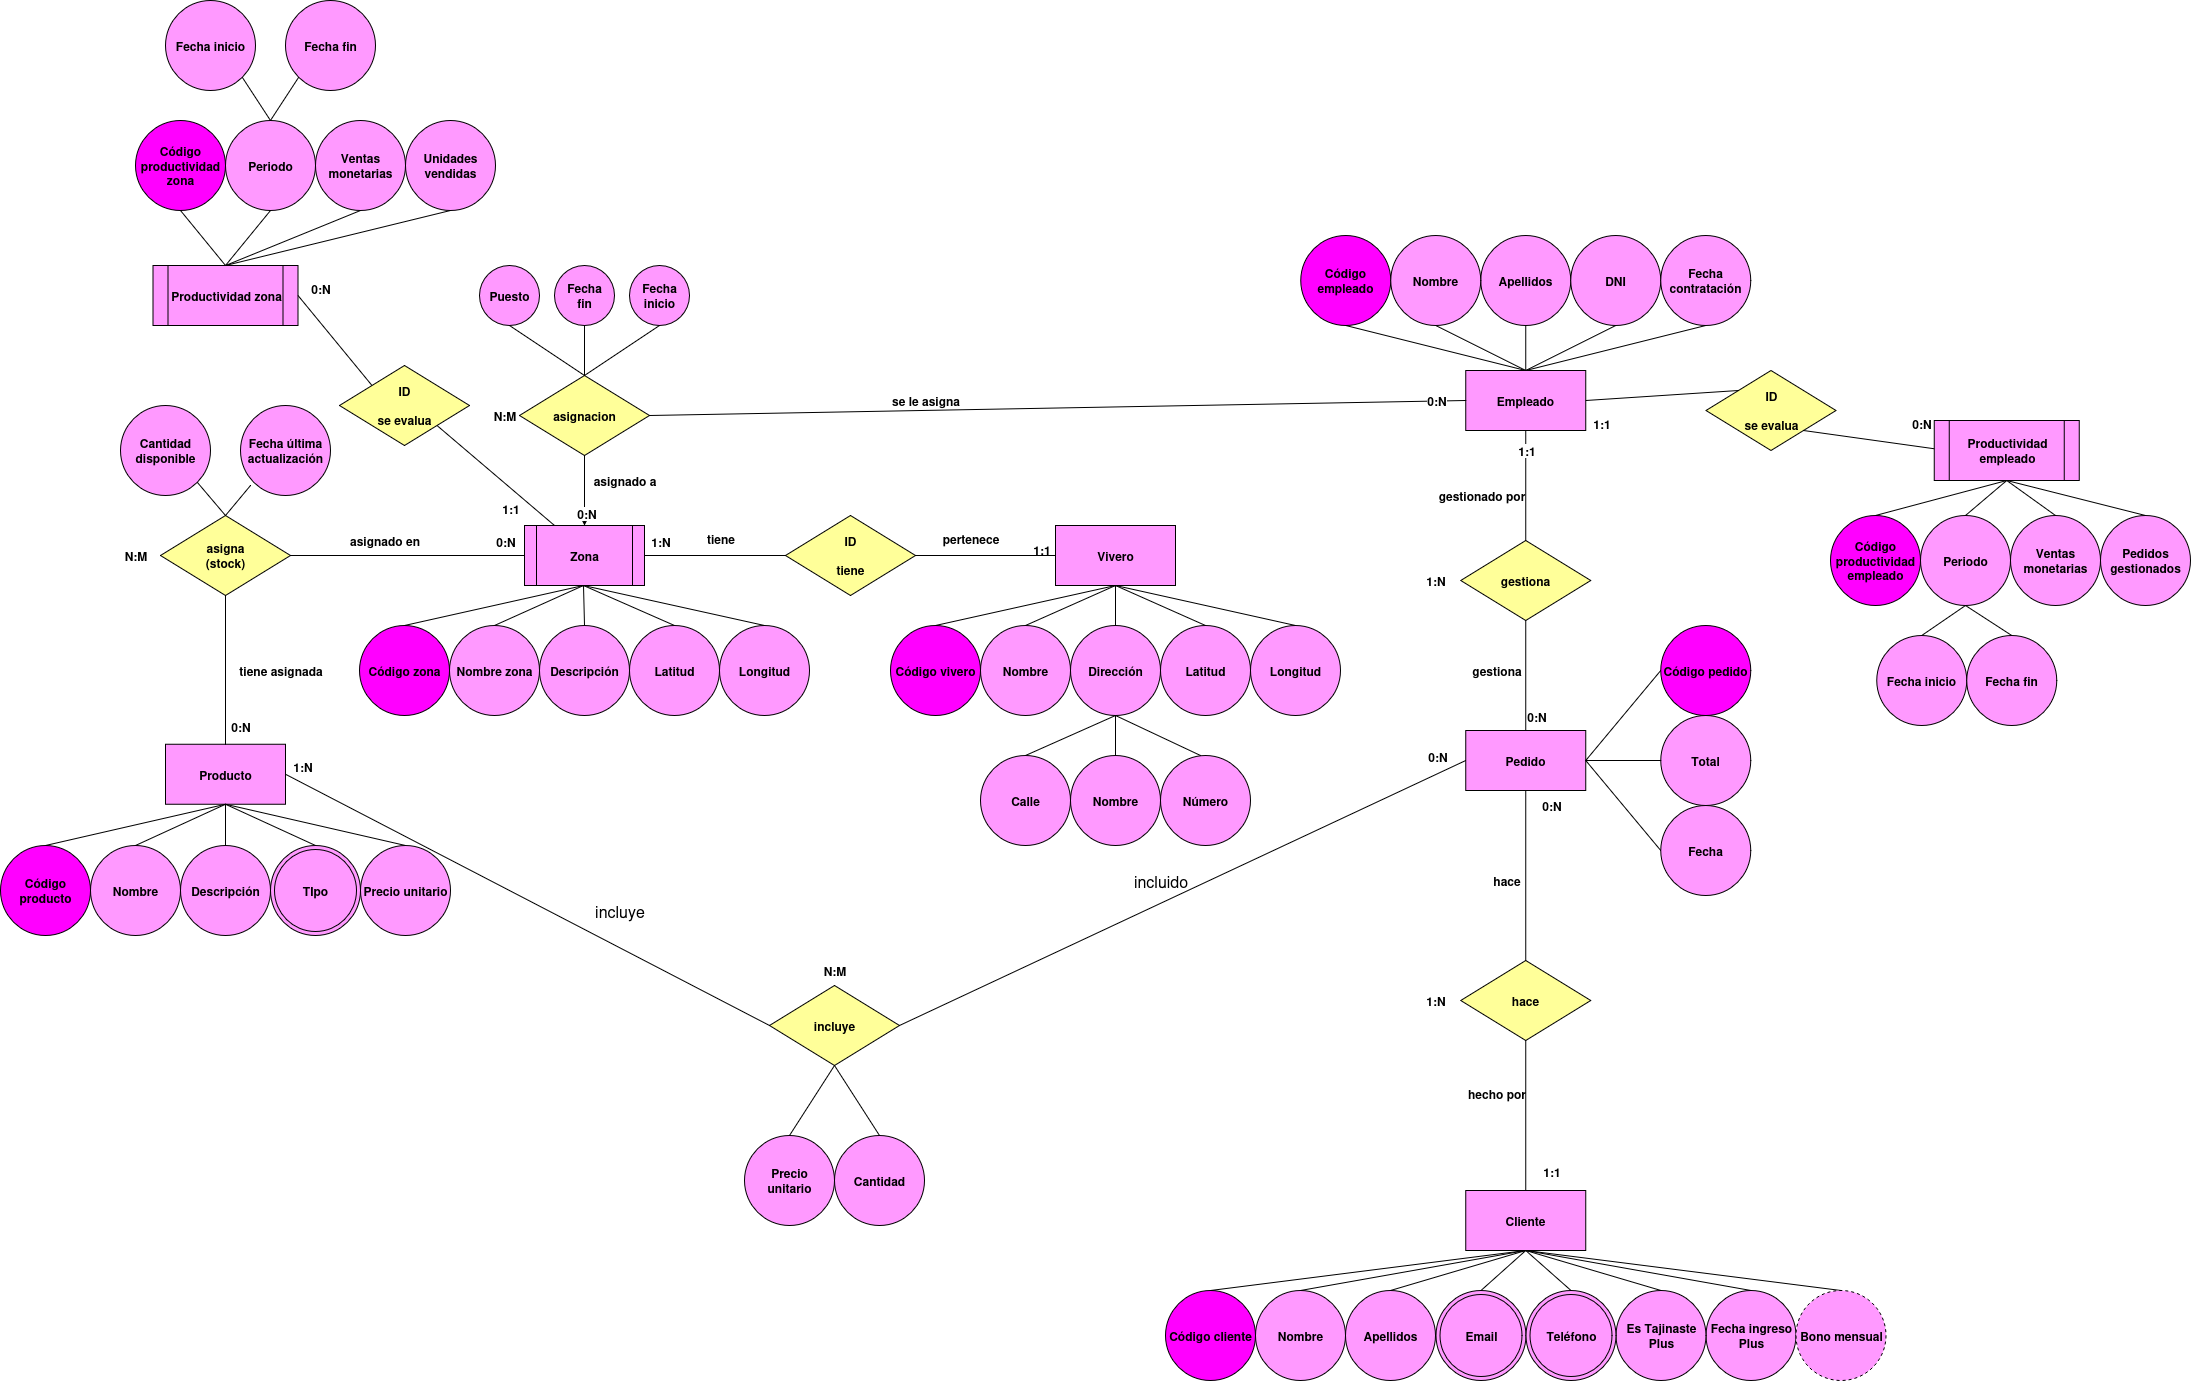 Fecha inicio
Fecha fin
Código
productividad
zona
Periodo
Ventas
monetarias
Unidades
vendidas
Productividad zona
0:N
ID
se evalua
1:1
Puesto
Fecha
fin
Fecha
inicio
N:M
asignacion
se le asigna
0:N
asignado a
0:N
Código
empleado
Nombre
Apellidos
DNI
Fecha
contratación
Empleado
1:1
1:1
ID
se evalua
0:N
Productividad
empleado
Código
productividad
empleado
Periodo
Ventas
monetarias
Pedidos
gestionados
Fecha inicio
Fecha fin
Cantidad
disponible
Fecha última
actualización
N:M
asigna
(stock)
asignado en
0:N
Zona
1:N
tiene
ID
tiene
pertenece
1:1
Vivero
Código zona
Nombre zona
Descripción
Latitud
Longitud
Código vivero
Nombre
Dirección
Latitud
Longitud
Calle
Nombre
Número
gestionado por
1:N
gestiona
gestiona
0:N
Pedido
0:N
0:N
Código pedido
Total
Fecha
tiene asignada
0:N
Producto
1:N
Código
producto
Nombre
Descripción
TIpo
Precio unitario
incluye
incluido
N:M
incluye
Precio
unitario
Cantidad
hace
1:N
hace
hecho por
1:1
Cliente
Código cliente
Nombre
Apellidos
Email
Teléfono
Es Tajinaste
Plus
Fecha ingreso
Plus
Bono mensual